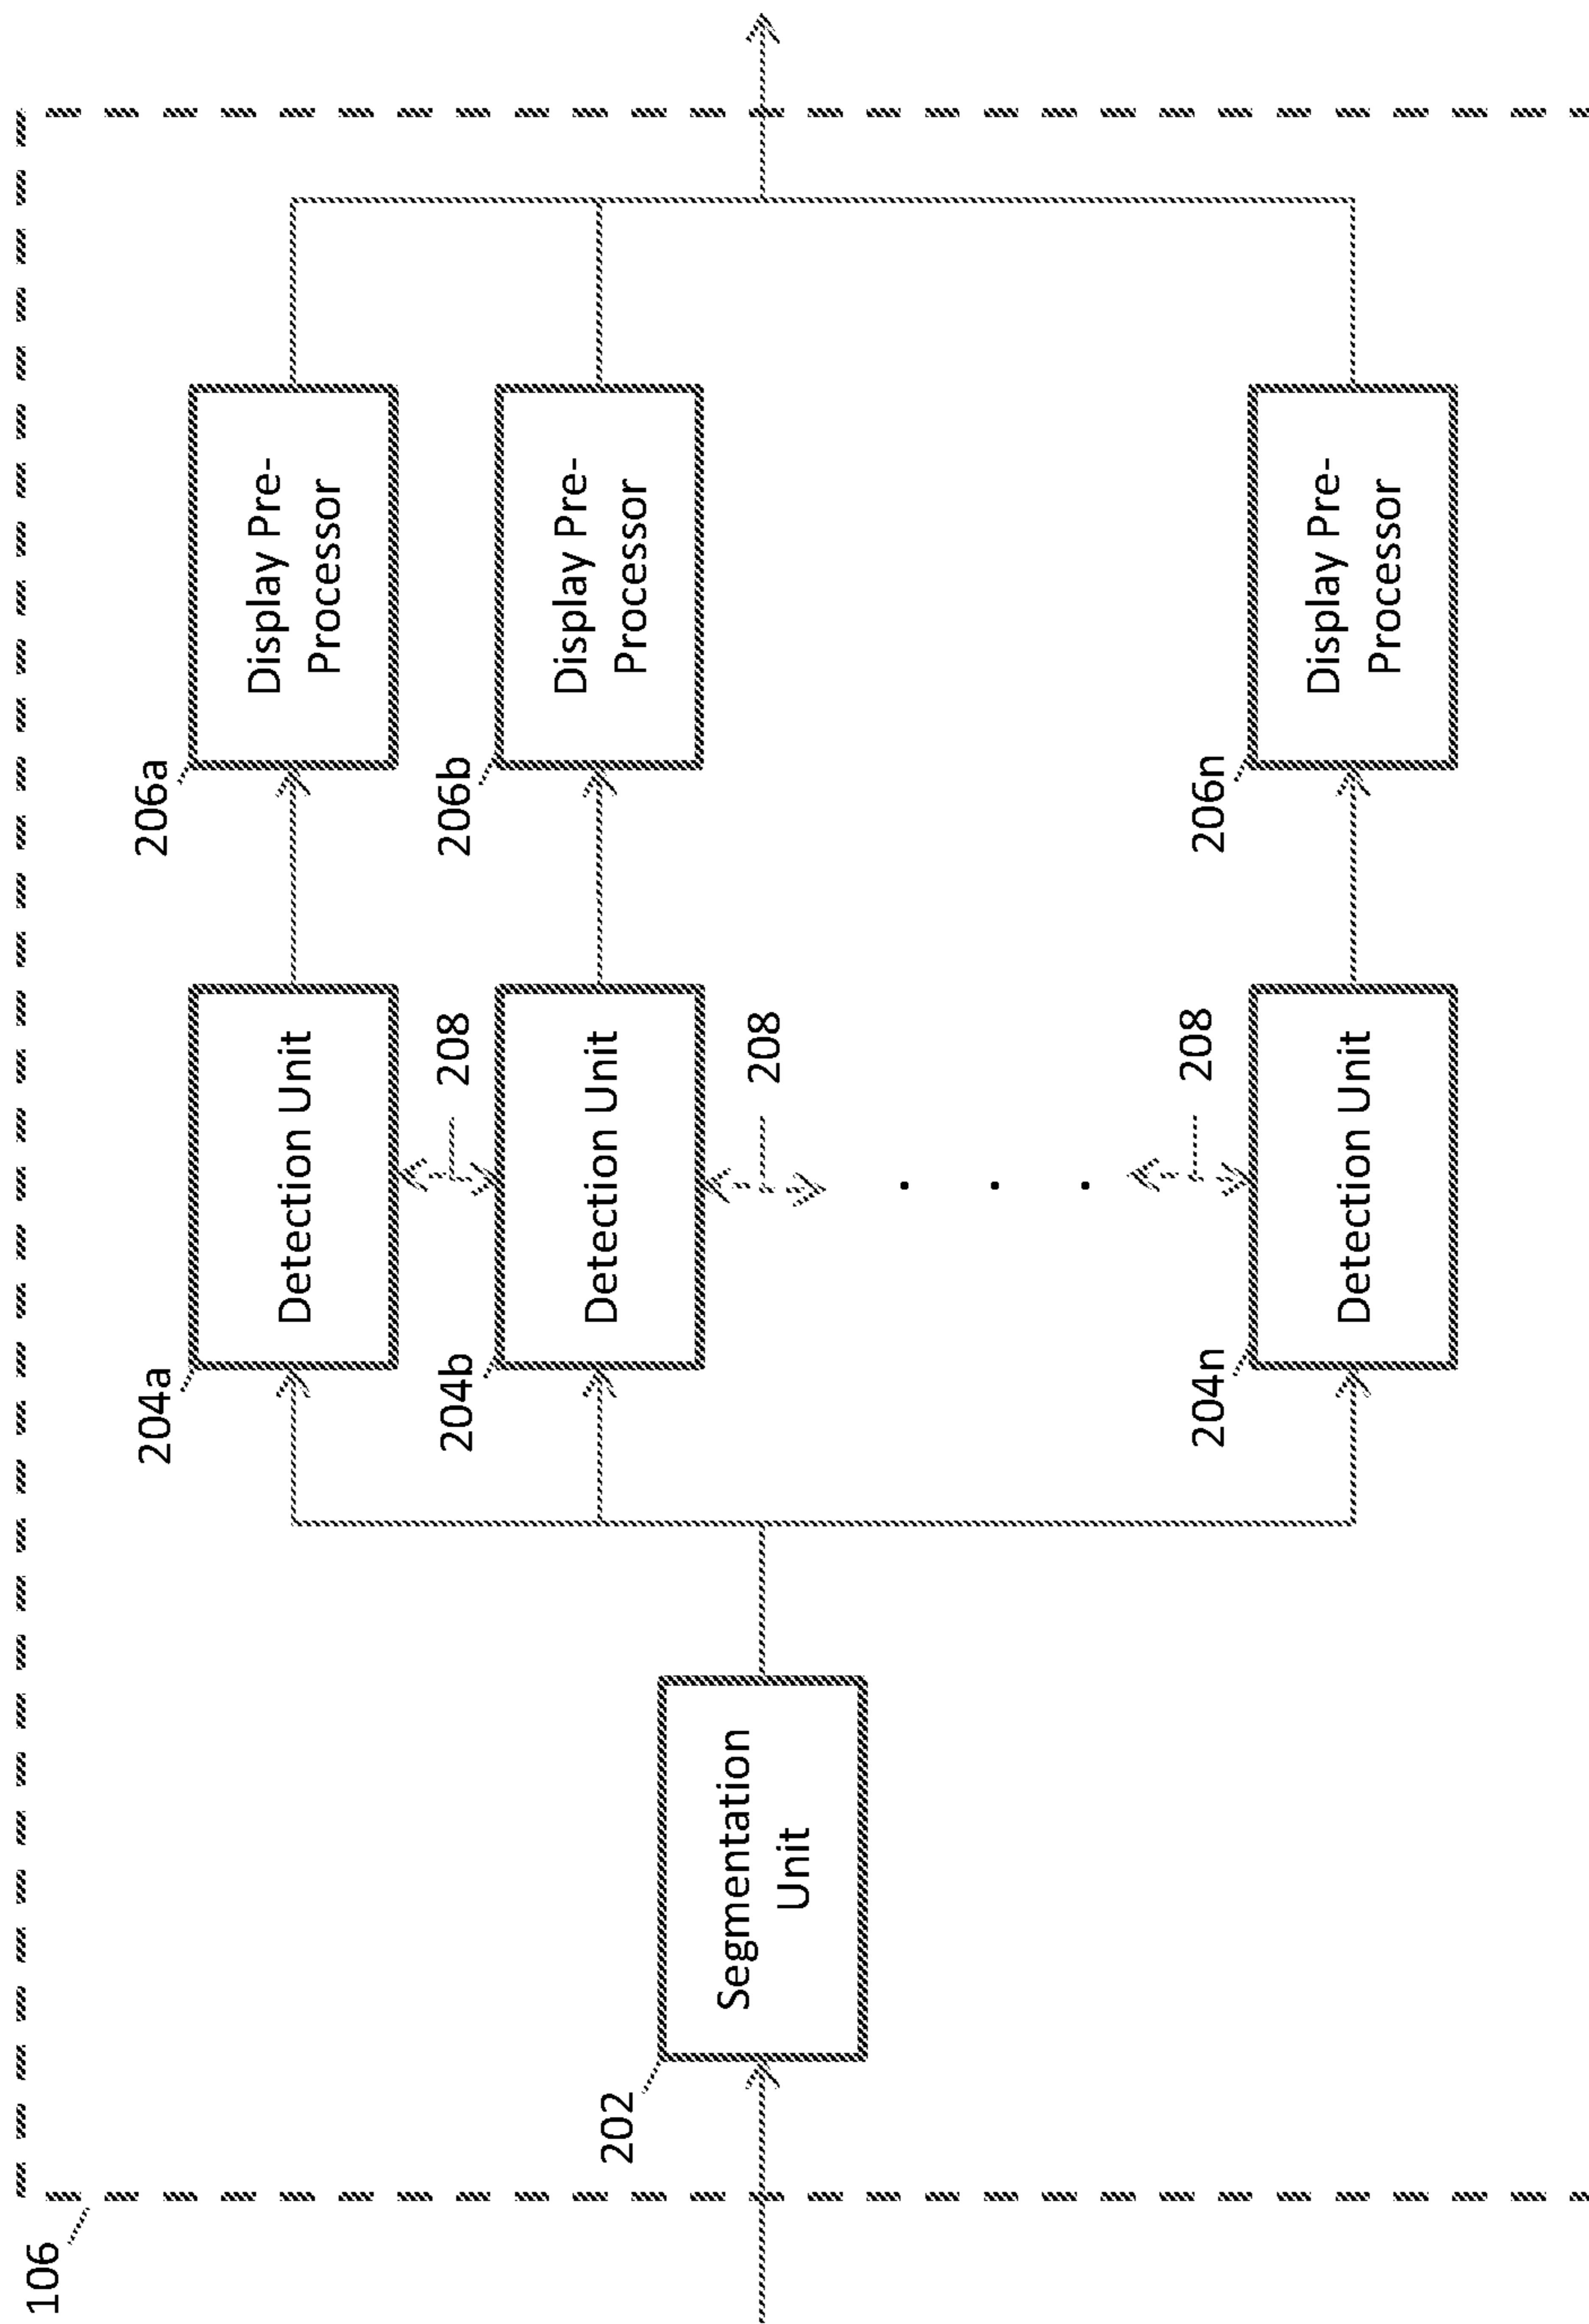 106
202
Segmentation
Unit
204a
Detection Unit
208
204b
Detection Unit
208
208
204n
Detection Unit
206a
Display Pre-
Processor
206b
Display Pre-
Processor
206n
Display Pre-
Processor